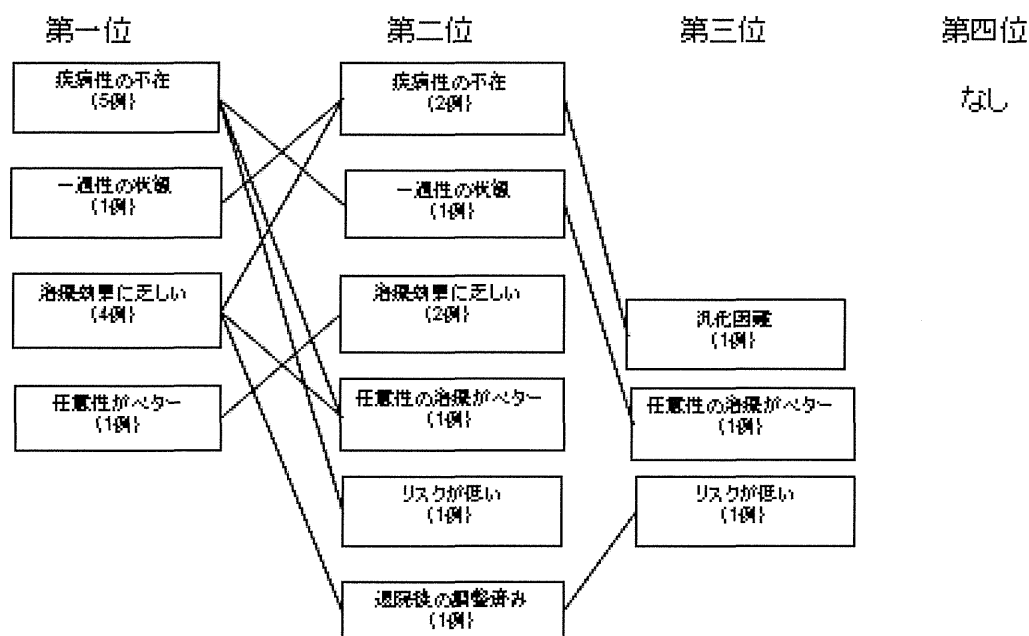 第一位
疾病性の不在
(5例)
一過性の状態
(1例)
治療効果に乏しい
(4例)
任意性がベター
(1例)
第二位
疾病性の不在
(2例)
一過性の状態
(1例)
治療効果に乏しい
(2例)
任意性の治療がベター
(1例)
リスクが低い
(1例)
退院後の調整済み
(1例)
第三位
汎化困難
(1例)
任意性の治療がベター
(1例)
リスクが低い
(1例)
第四位
なし